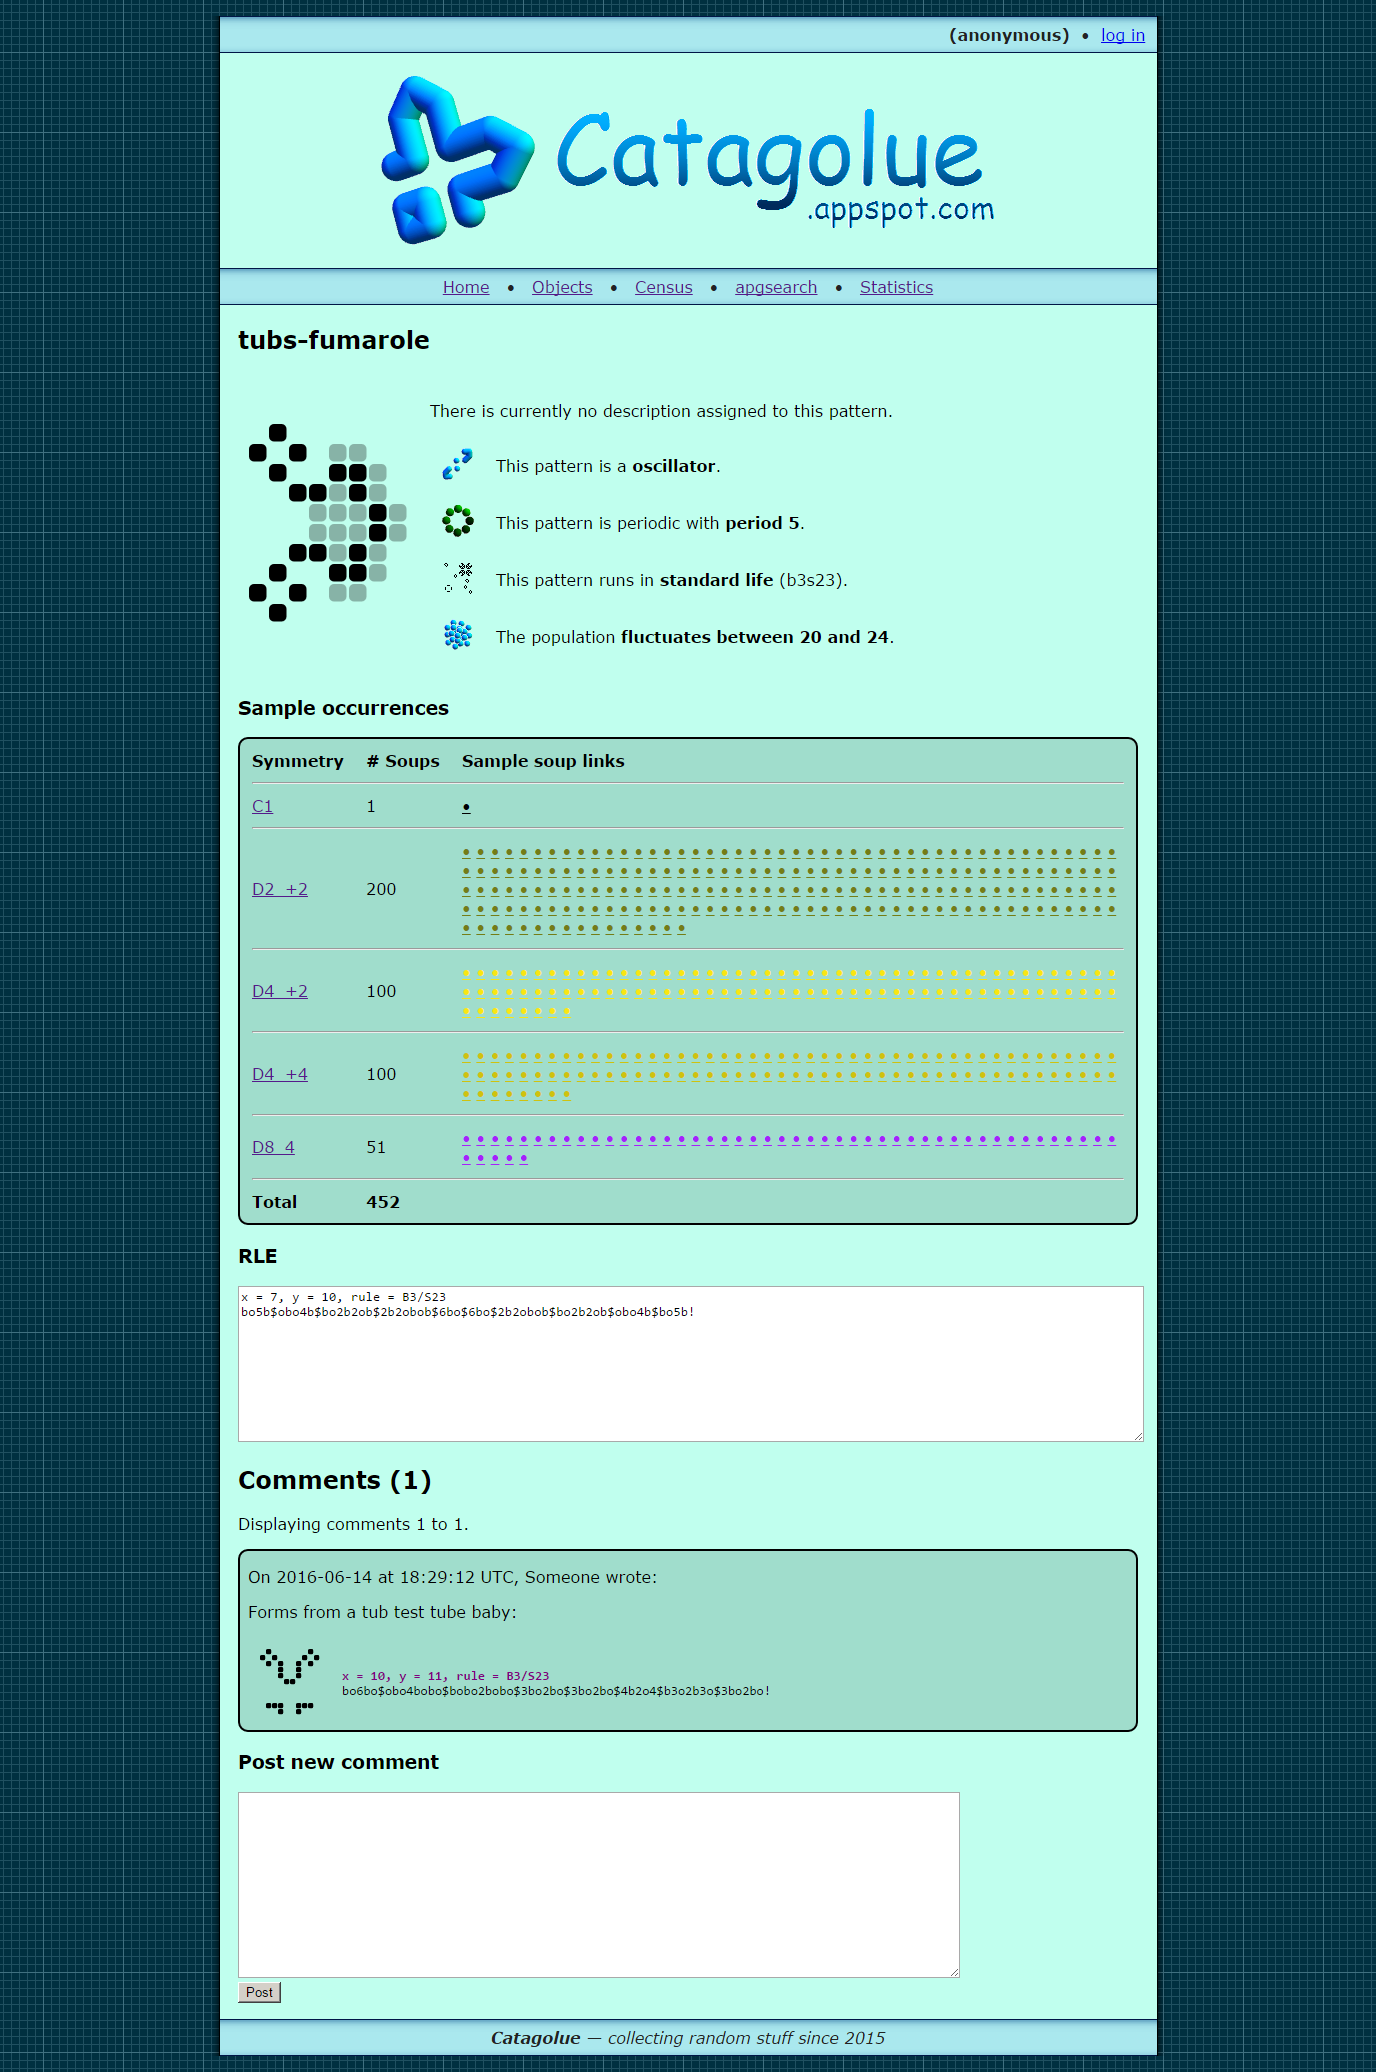 (anonymous) • log in
Catagolue
.appspot.com
Home • Objects • Census • apgsearch • Statistics
tubs-fumarole
There is currently no description assigned to this pattern.
This pattern is a oscillator.
This pattern is periodic with period 5.
This pattern runs in standard life (b3s23).
The population fluctuates between 20 and 24.
Sample occurrences
Symmetry # Soups Sample soup links
C1 1
D2_+2 200
D4_+2 100
D4_+4 100
D8_4 51
Total 452
RLE
x = 7, y = 10, rule = B3/S23
bo5b$obo4b$bo2b2ob$2b2obob$6bo$6bo$2b2obob$bo2b2ob$obo4b$bo5b!
Comments (1)
Displaying comments 1 to 1.
On 2016-06-14 at 18:29:12 UTC, Someone wrote:
Forms from a tub test tube baby:
x = 10, y = 11, rule = B3/S23
bo6bo$obo4bobo$bobo2bobo$3bo2bo$3bo2bo$4b2o4$b3o2b3o$3bo2bo!
Post new comment
Post
Catagolue — collecting random stuff since 2015